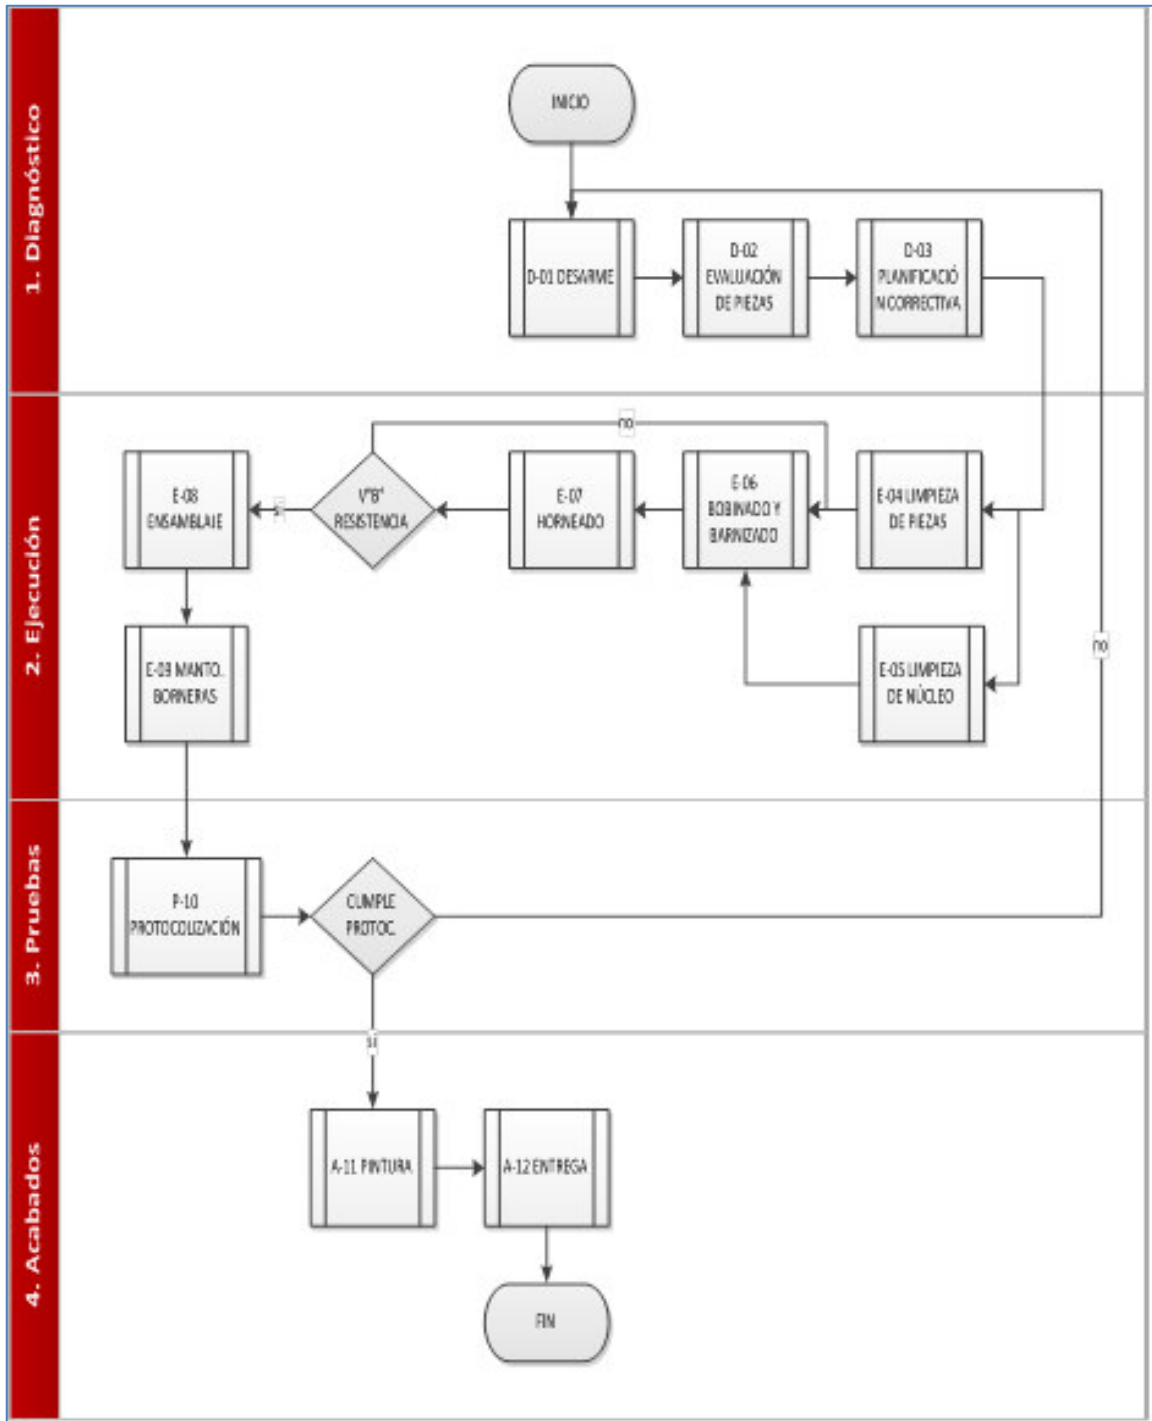 1. Diagnóstico
INICIO
D-01 DESARME
D-02
EVALUACIÓN
DE PIEZAS
D-03
PLANIFICACIÓ
N CORRECTIVA
2. Ejecución
no
E-08
ENSAMBLAJE
si
V°B°
RESISTENCIA
E-07
HORNEADO
E-06
BOBINADO Y
BARNIZADO
E-04 LIMPIEZA
DE PIEZAS
E-09 MANTO.
BORNERAS
E-05 LIMPIEZA
DE NÚCLEO
no
3. Pruebas
P-10
PROTOCOLIZACIÓN
CUMPLE
PROTOC.
si
4. Acabados
A-11 PINTURA
A-12 ENTREGA
FIN